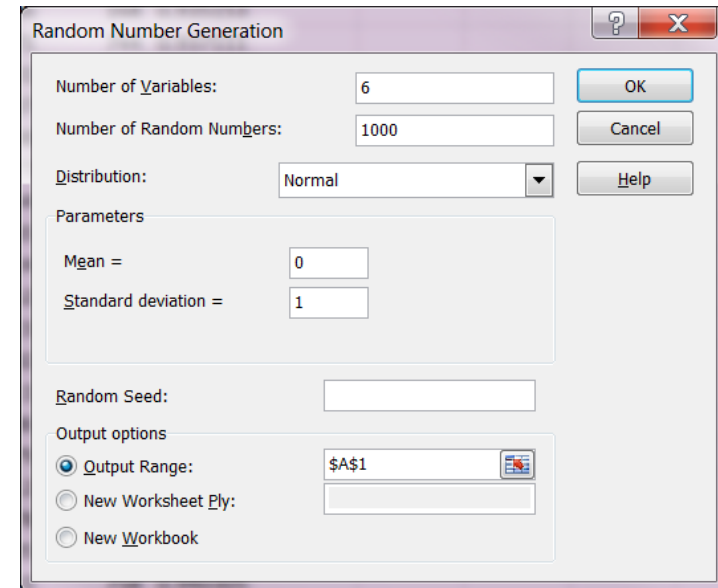 Random Number Generation
? X
Number of Variables: 6 OK
Number of Random Numbers: 1000 Cancel
Distribution: Normal Help
Parameters
Mean = 0
Standard deviation = 1
Random Seed:
Output options
Output Range: $A$1
New Worksheet Ply:
New Workbook